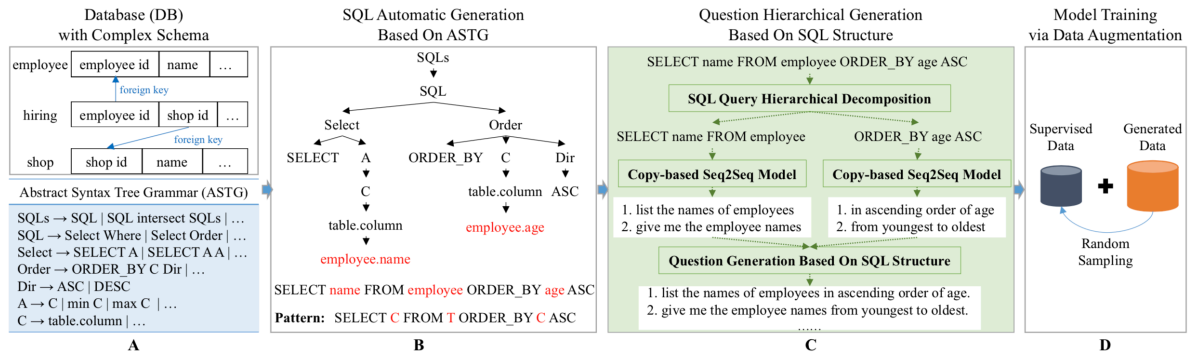 Database (DB)
with Complex Schema
employee
employee id
name
…
foreign key
hiring
employee id
shop id
…
foreign key
shop
shop id
name
…
Abstract Syntax Tree Grammar (ASTG)
SQLs → SQL | SQL intersect SQLs | …
SQL → Select Where | Select Order | …
Select → SELECT A | SELECT A A | …
Order → ORDER_BY C Dir | …
Dir → ASC | DESC
A → C | min C | max C | …
C → table.column | …
A
SQL Automatic Generation
Based On ASTG
SQLs
SQL
Select
Order
SELECT
A
ORDER_BY
C
Dir
C
table.column
ASC
table.column
employee.age
employee.name
SELECT name FROM employee ORDER_BY age ASC
Pattern: SELECT C FROM T ORDER_BY C ASC
B
Question Hierarchical Generation
Based On SQL Structure
SELECT name FROM employee ORDER_BY age ASC
SQL Query Hierarchical Decomposition
SELECT name FROM employee
ORDER_BY age ASC
Copy-based Seq2Seq Model
Copy-based Seq2Seq Model
1. list the names of employees
2. give me the employee names
1. in ascending order of age
2. from youngest to oldest
Question Generation Based On SQL Structure
1. list the names of employees in ascending order of age.
2. give me the employee names from youngest to oldest.
……
C
Model Training
via Data Augmentation
Supervised
Data
Generated
Data
Random
Sampling
D